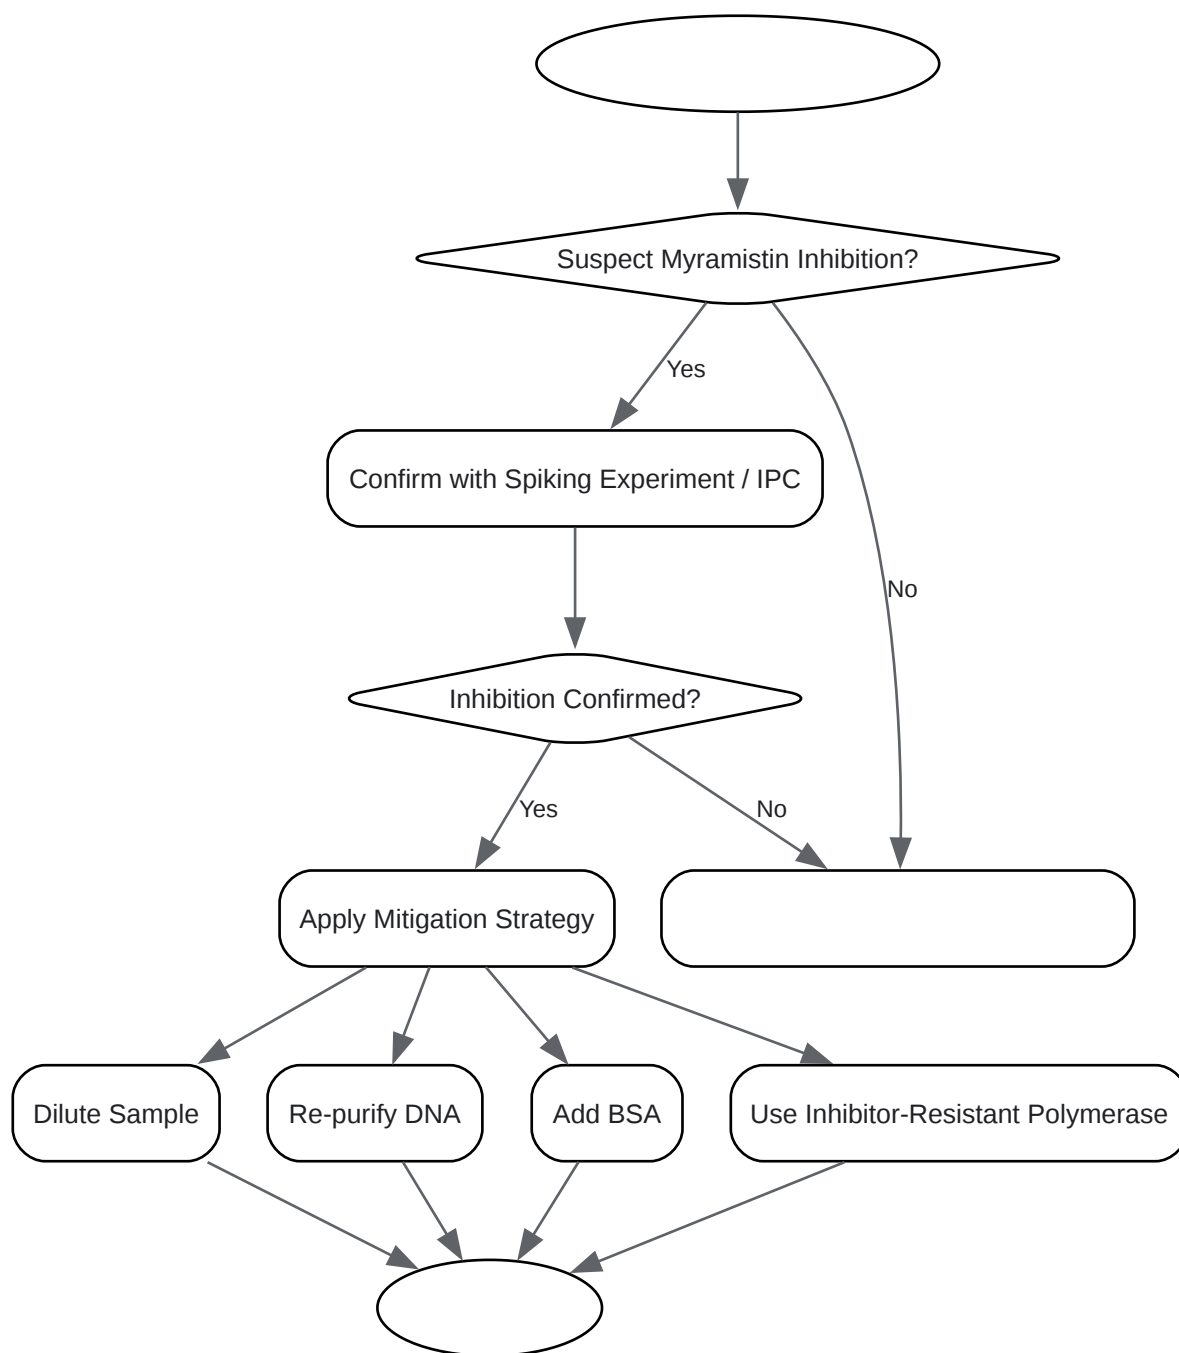 Suspect Myramistin Inhibition?
Yes
Confirm with Spiking Experiment / IPC
No
Inhibition Confirmed?
Yes
No
Apply Mitigation Strategy
Dilute Sample
Re-purify DNA
Add BSA
Use Inhibitor-Resistant Polymerase